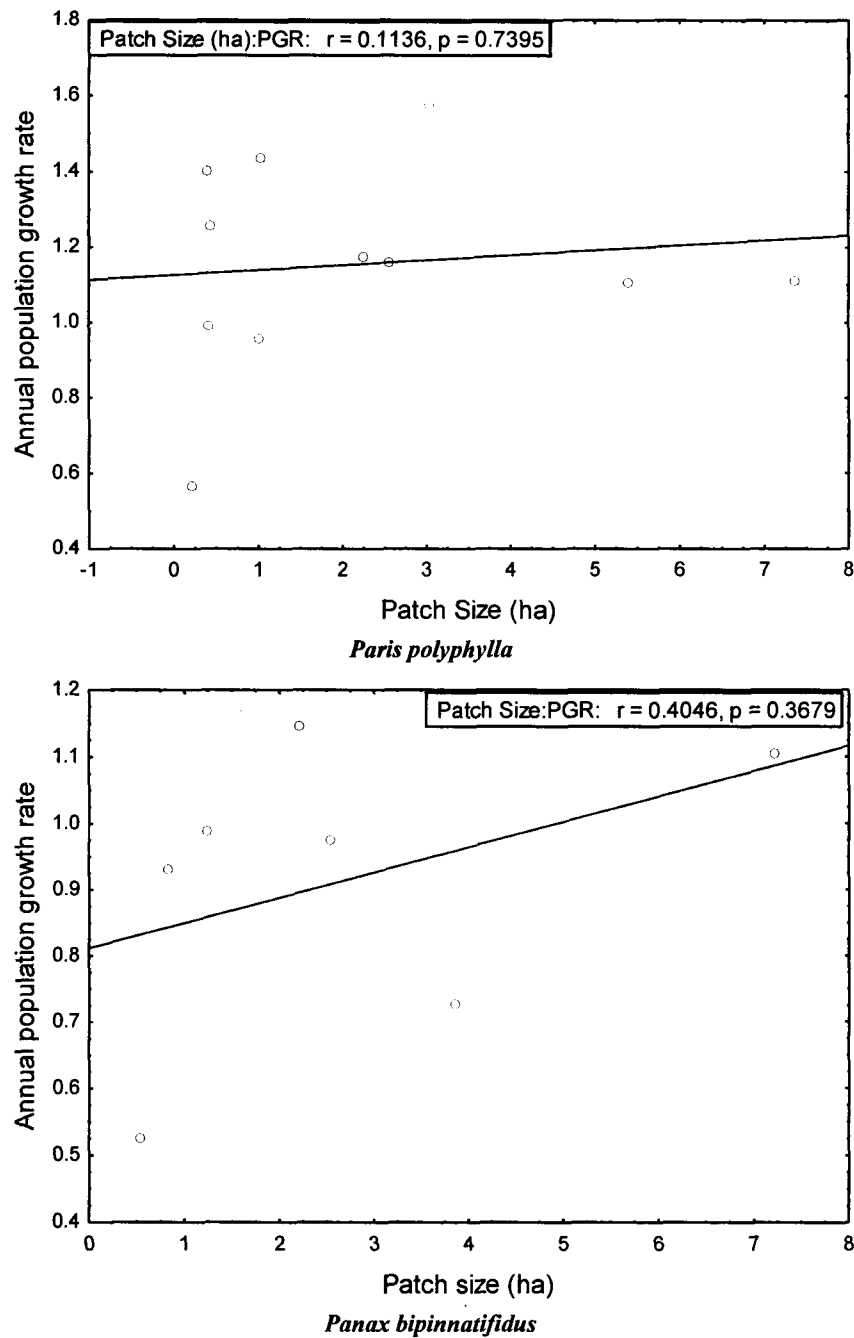 1.8
Patch Size (ha):PGR: r = 0.1136, p = 0.7395
1.6
1.4
1.2
1.0
0.8
0.6
0.4
Annual population growth rate
-1 0 1 2 3 4 5 6 7 8
Patch Size (ha)
Paris polyphylla
1.2
Patch Size:PGR: r = 0.4046, p = 0.3679
1.1
1.0
0.9
0.8
0.7
0.6
0.5
0.4
Annual population growth rate
0 1 2 3 4 5 6 7 8
Patch size (ha)
Panax bipinnatifidus